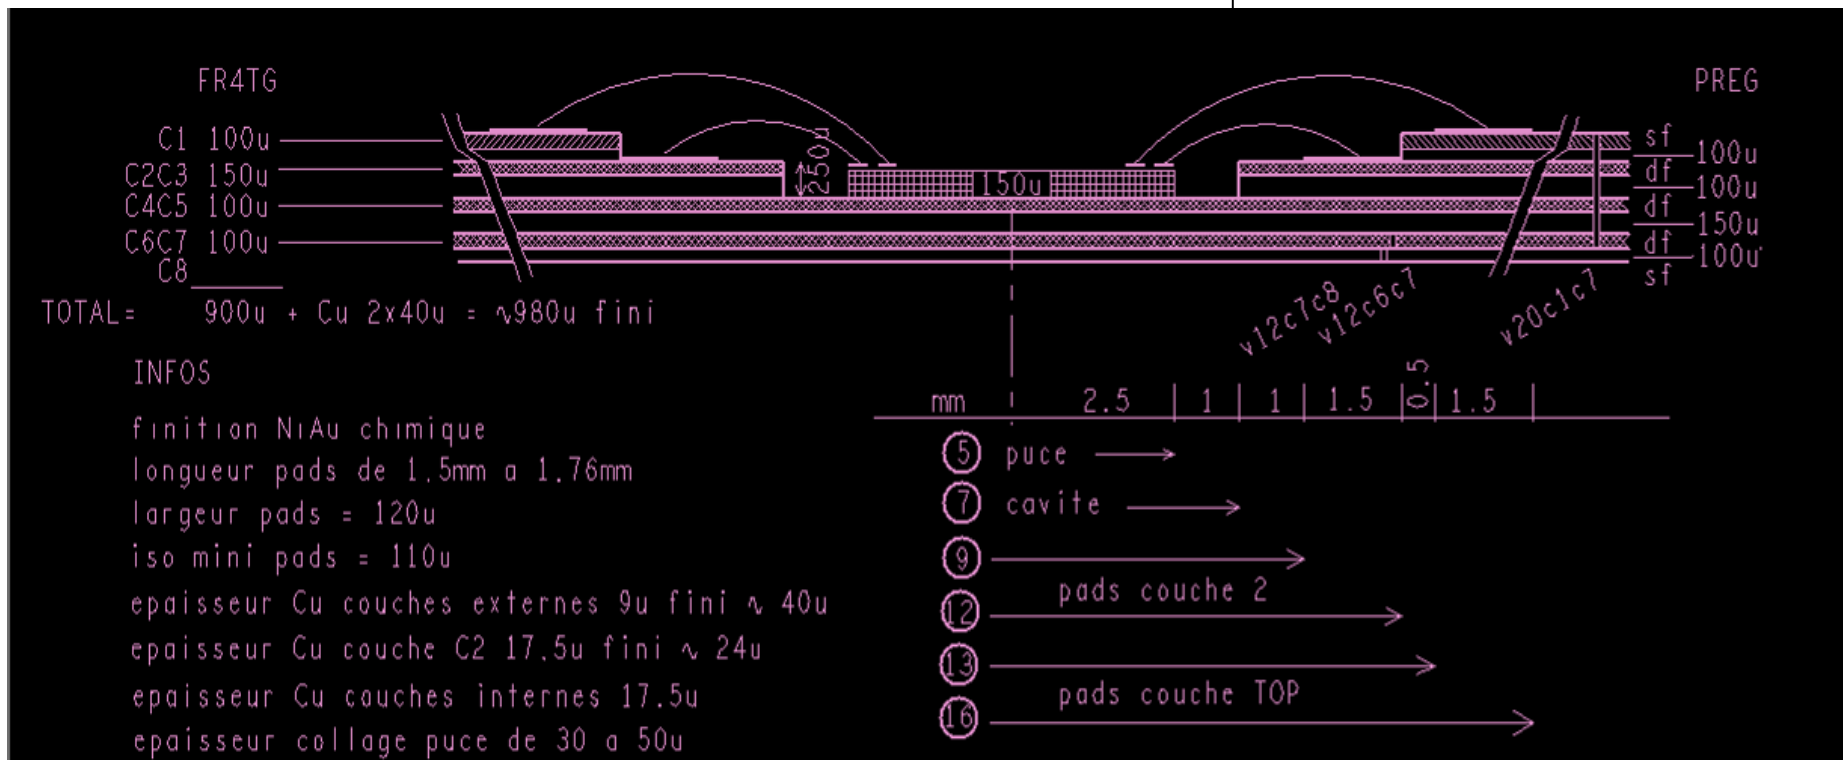 FR4TG
PREG
C1 100u
C2C3 150u
C4C5 100u
C6C7 100u
C8
TOTAL= 900u + Cu 2x40u = ∿980u fini
250u
150u
sf
100u
df
100u
df
150u
df
100u
sf
v12c7c8
v12c6c7
v20c1c7
INFOS
finition NiAu chimique
longueur pads de 1.5mm a 1.76mm
largeur pads = 120u
iso mini pads = 110u
epaisseur Cu couches externes 9u fini ∿ 40u
epaisseur Cu couche C2 17.5u fini ∿ 24u
epaisseur Cu couches internes 17.5u
epaisseur collage puce de 30 a 50u
mm 2.5 1 1 1.5 0.5 1.5
5 puce
7 cavite
9
pads couche 2
12
13
pads couche TOP
16